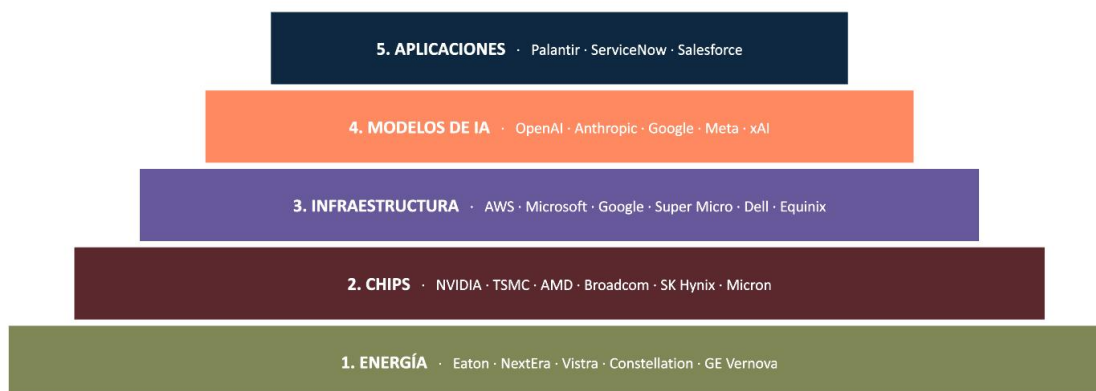 5. APLICACIONES · Palantir · ServiceNow · Salesforce
4. MODELOS DE IA · OpenAI · Anthropic · Google · Meta · xAI
3. INFRAESTRUCTURA · AWS · Microsoft · Google · Super Micro · Dell · Equinix
2. CHIPS · NVIDIA · TSMC · AMD · Broadcom · SK Hynix · Micron
1. ENERGÍA · Eaton · NextEra · Vistra · Constellation · GE Vernova